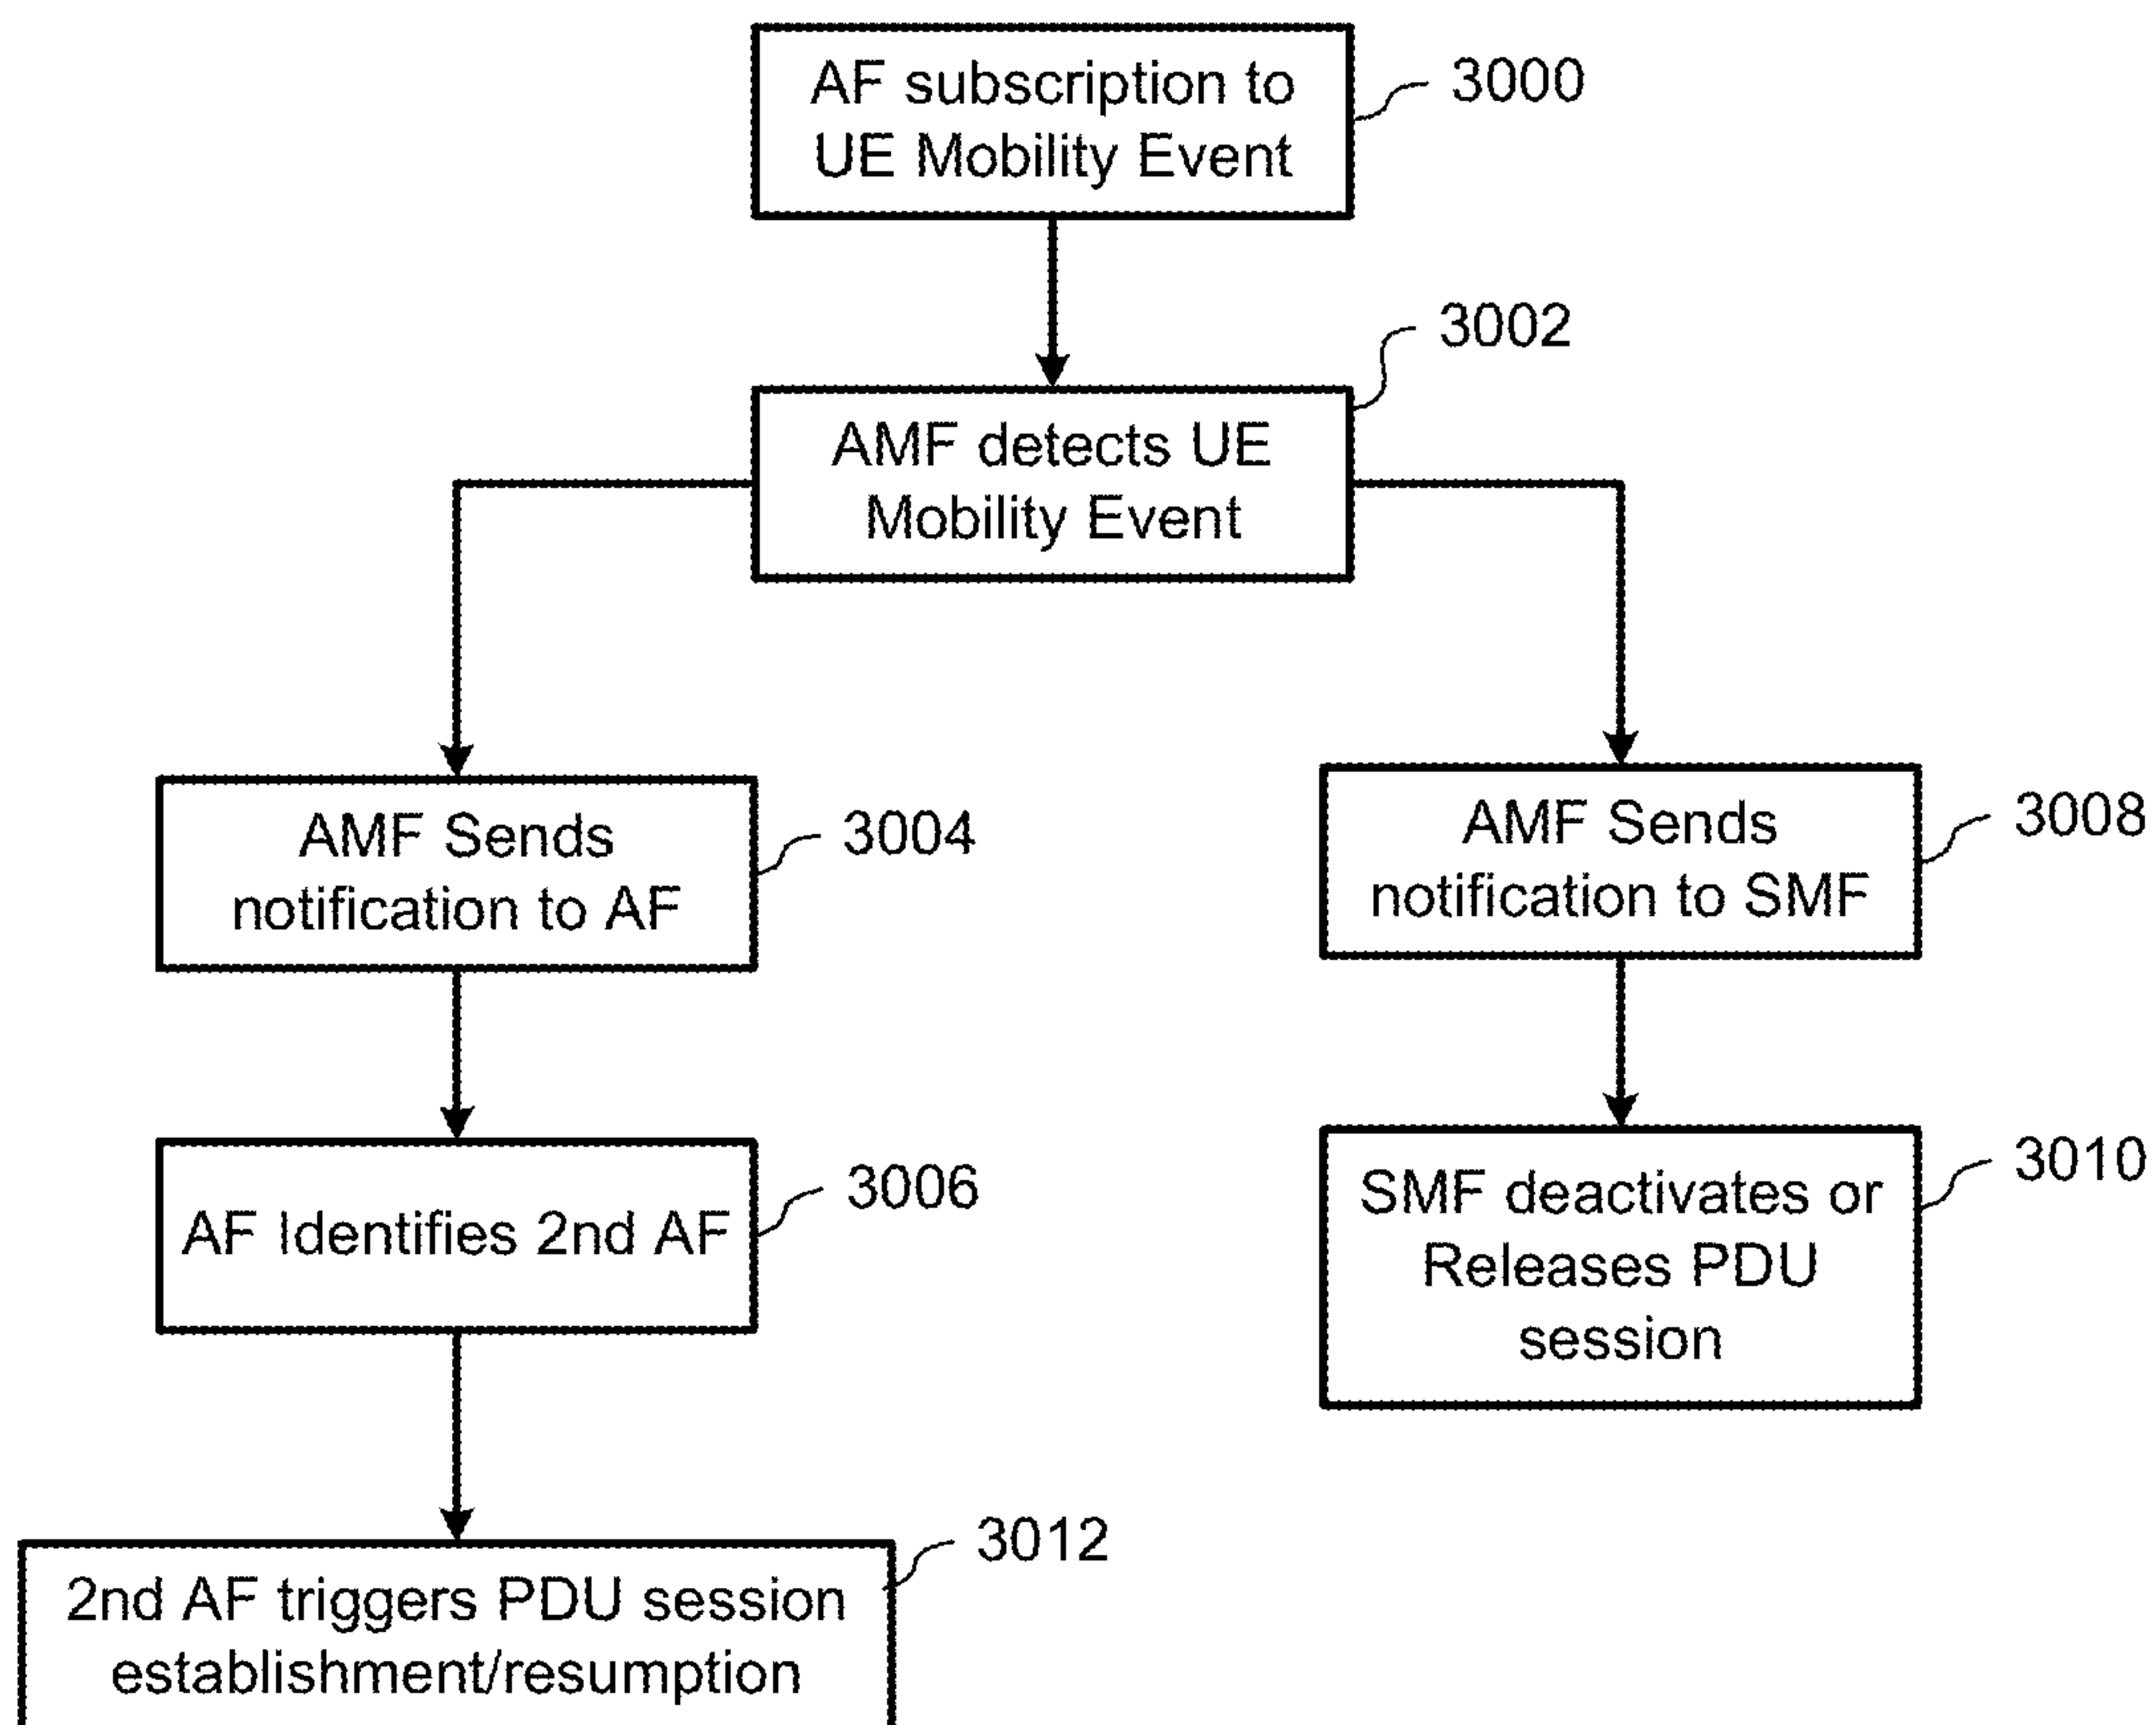 AF subscription to
UE Mobility Event
3000
AMF detects UE
Mobility Event
3002
AMF Sends
notification to AF
3004
AMF Sends
notification to SMF
3008
AF Identifies 2nd AF
3006
SMF deactivates or
Releases PDU
session
3010
2nd AF triggers PDU session
establishment/resumption
3012